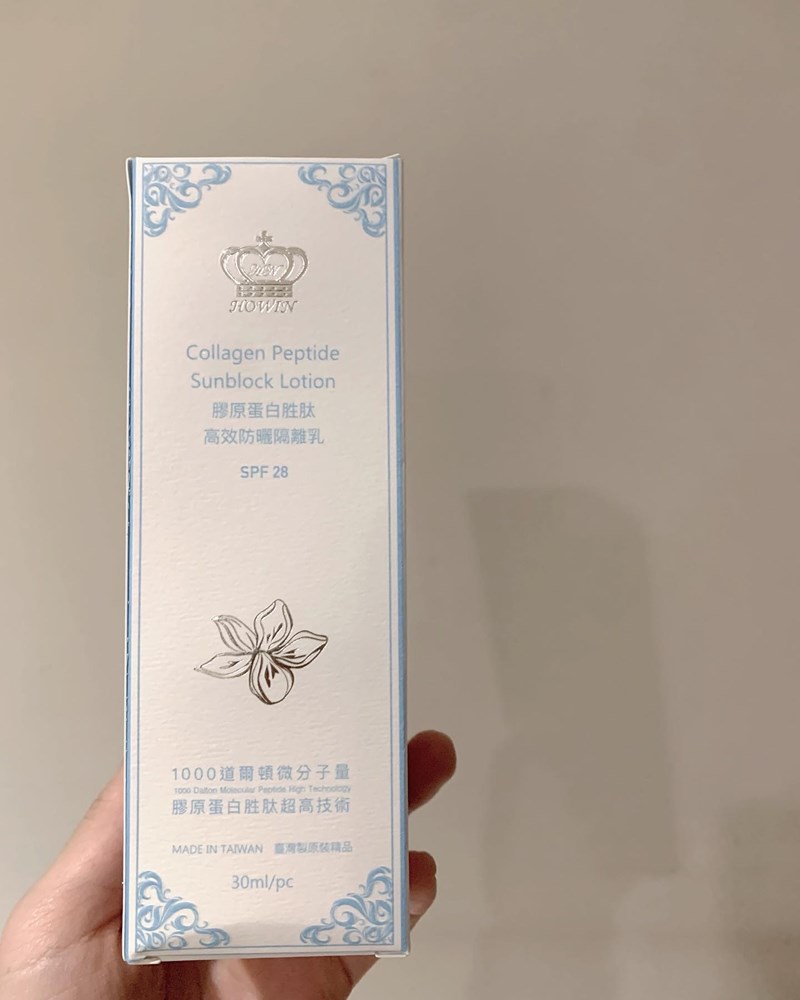 HOWIN
Collagen Peptide
Sunblock Lotion
膠原蛋白胜肽
高效防曬隔離乳
SPF 28
1000道爾頓微分子量
1000 Dalton Molecular Peptide High Technology
膠原蛋白胜肽超高技術
MADE IN TAIWAN 臺灣製原裝精品
30ml/pc